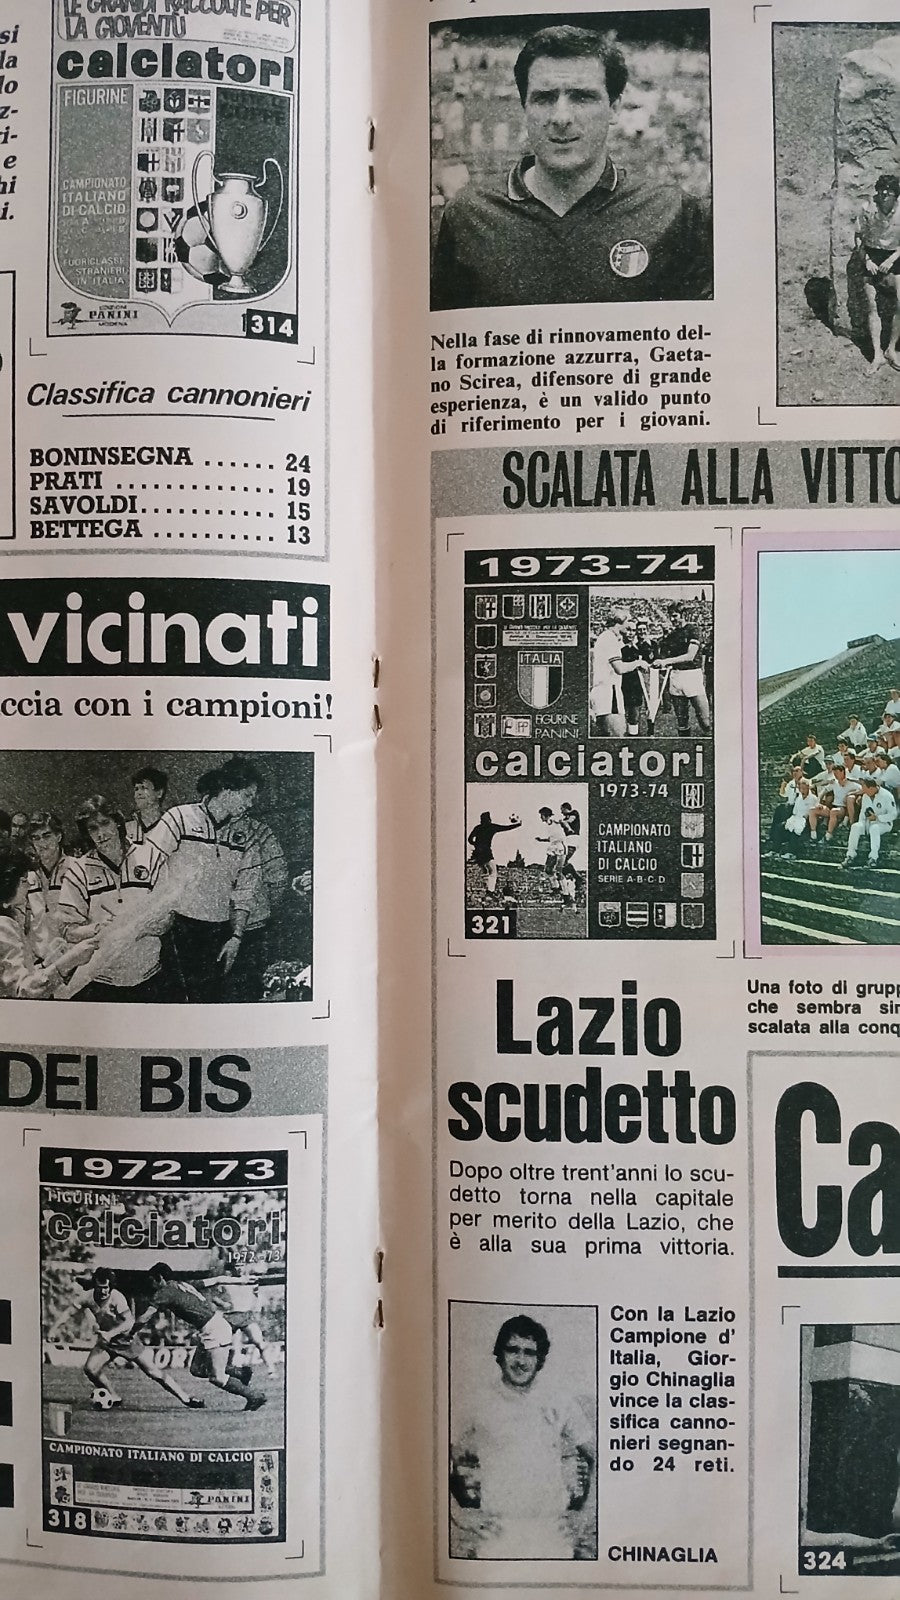 si
la
lo
z-
ri-
e
hi
i.
LE GRANDI RACCOLTE PER
LA GIOVENTÙ
calciatori
FIGURINE
CAMPIONATO
ITALIANO
DI CALCIO
FUORICLASSE
STRANIERI
IN ITALIA
EDIZIONI
PANINI
MODENA
314
Classifica cannonieri
BONINSEGNA ...... 24
PRATI ............. 19
SAVOLDI........... 15
BETTEGA .......... 13
vicinati
ccia con i campioni!
DEI BIS
1972-73
FIGURINE
calciatori
1972-73
CAMPIONATO ITALIANO DI CALCIO
PANINI
318
Nella fase di rinnovamento del-
la formazione azzurra, Gaeta-
no Scirea, difensore di grande
esperienza, è un valido punto
di riferimento per i giovani.
SCALATA ALLA VITTO
1973-74
ITALIA
FIGURINE
PANINI
calciatori
1973-74
CAMPIONATO
ITALIANO
DI CALCIO
SERIE A-B-C-D
321
Lazio
scudetto
Dopo oltre trent'anni lo scu-
detto torna nella capitale
per merito della Lazio, che
è alla sua prima vittoria.
Con la Lazio
Campione d'
Italia, Gior-
gio Chinaglia
vince la clas-
sifica canno-
nieri segnan-
do 24 reti.
CHINAGLIA
Una foto di grupp
che sembra sim
scalata alla conq
Ca
324